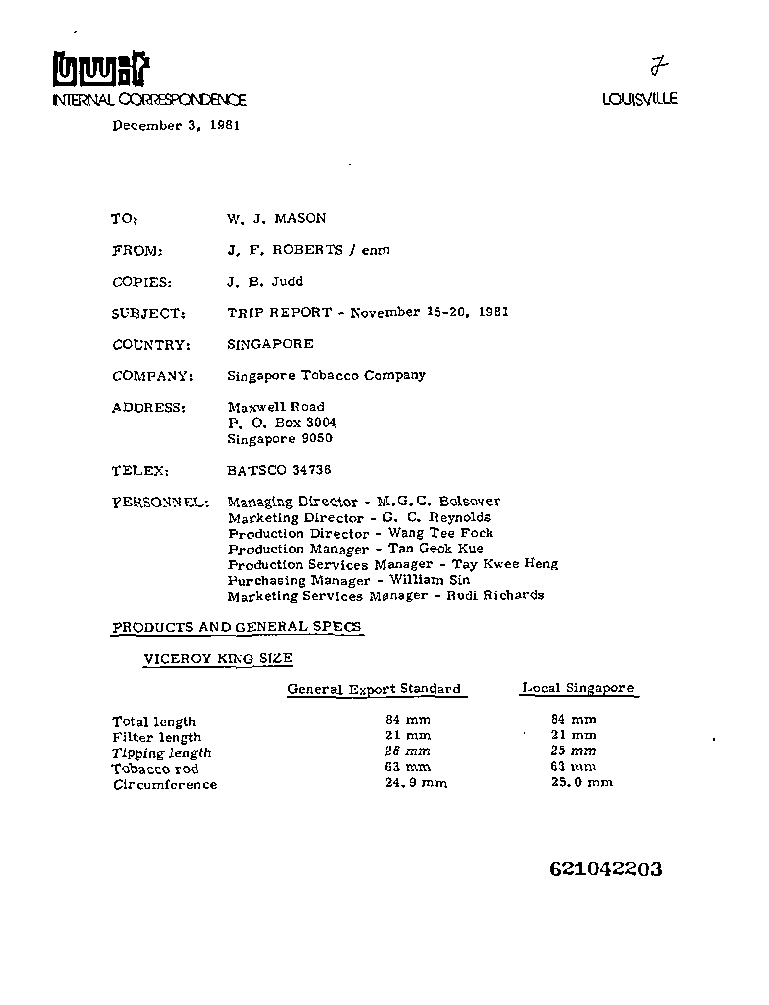 B&W
INTERNAL CORRESPONDENCE
LOUISVILLE
December 3, 1981
TO: W. J. MASON
FROM: J. F. ROBERTS / enm
COPIES: J. B. Judd
SUBJECT: TRIP REPORT - November 15-20, 1981
COUNTRY: SINGAPORE
COMPANY: Singapore Tobacco Company
ADDRESS: Maxwell Road
P. O. Box 3004
Singapore 9050
TELEX: BATSCO 34736
PERSONNEL: Managing Director - M.G.C. Bolsover
Marketing Director - G. C. Reynolds
Production Director - Wang Tee Fock
Production Manager - Tan Geok Kue
Production Services Manager - Tay Kwee Heng
Purchasing Manager - William Sin
Marketing Services Manager - Rudi Richards
PRODUCTS AND GENERAL SPECS
VICEROY KING SIZE
General Export Standard Local Singapore
Total length 84 mm 84 mm
Filter length 21 mm 21 mm
Tipping length 26 mm 25 mm
Tobacco rod 63 mm 63 mm
Circumference 24.9 mm 25.0 mm
621042203